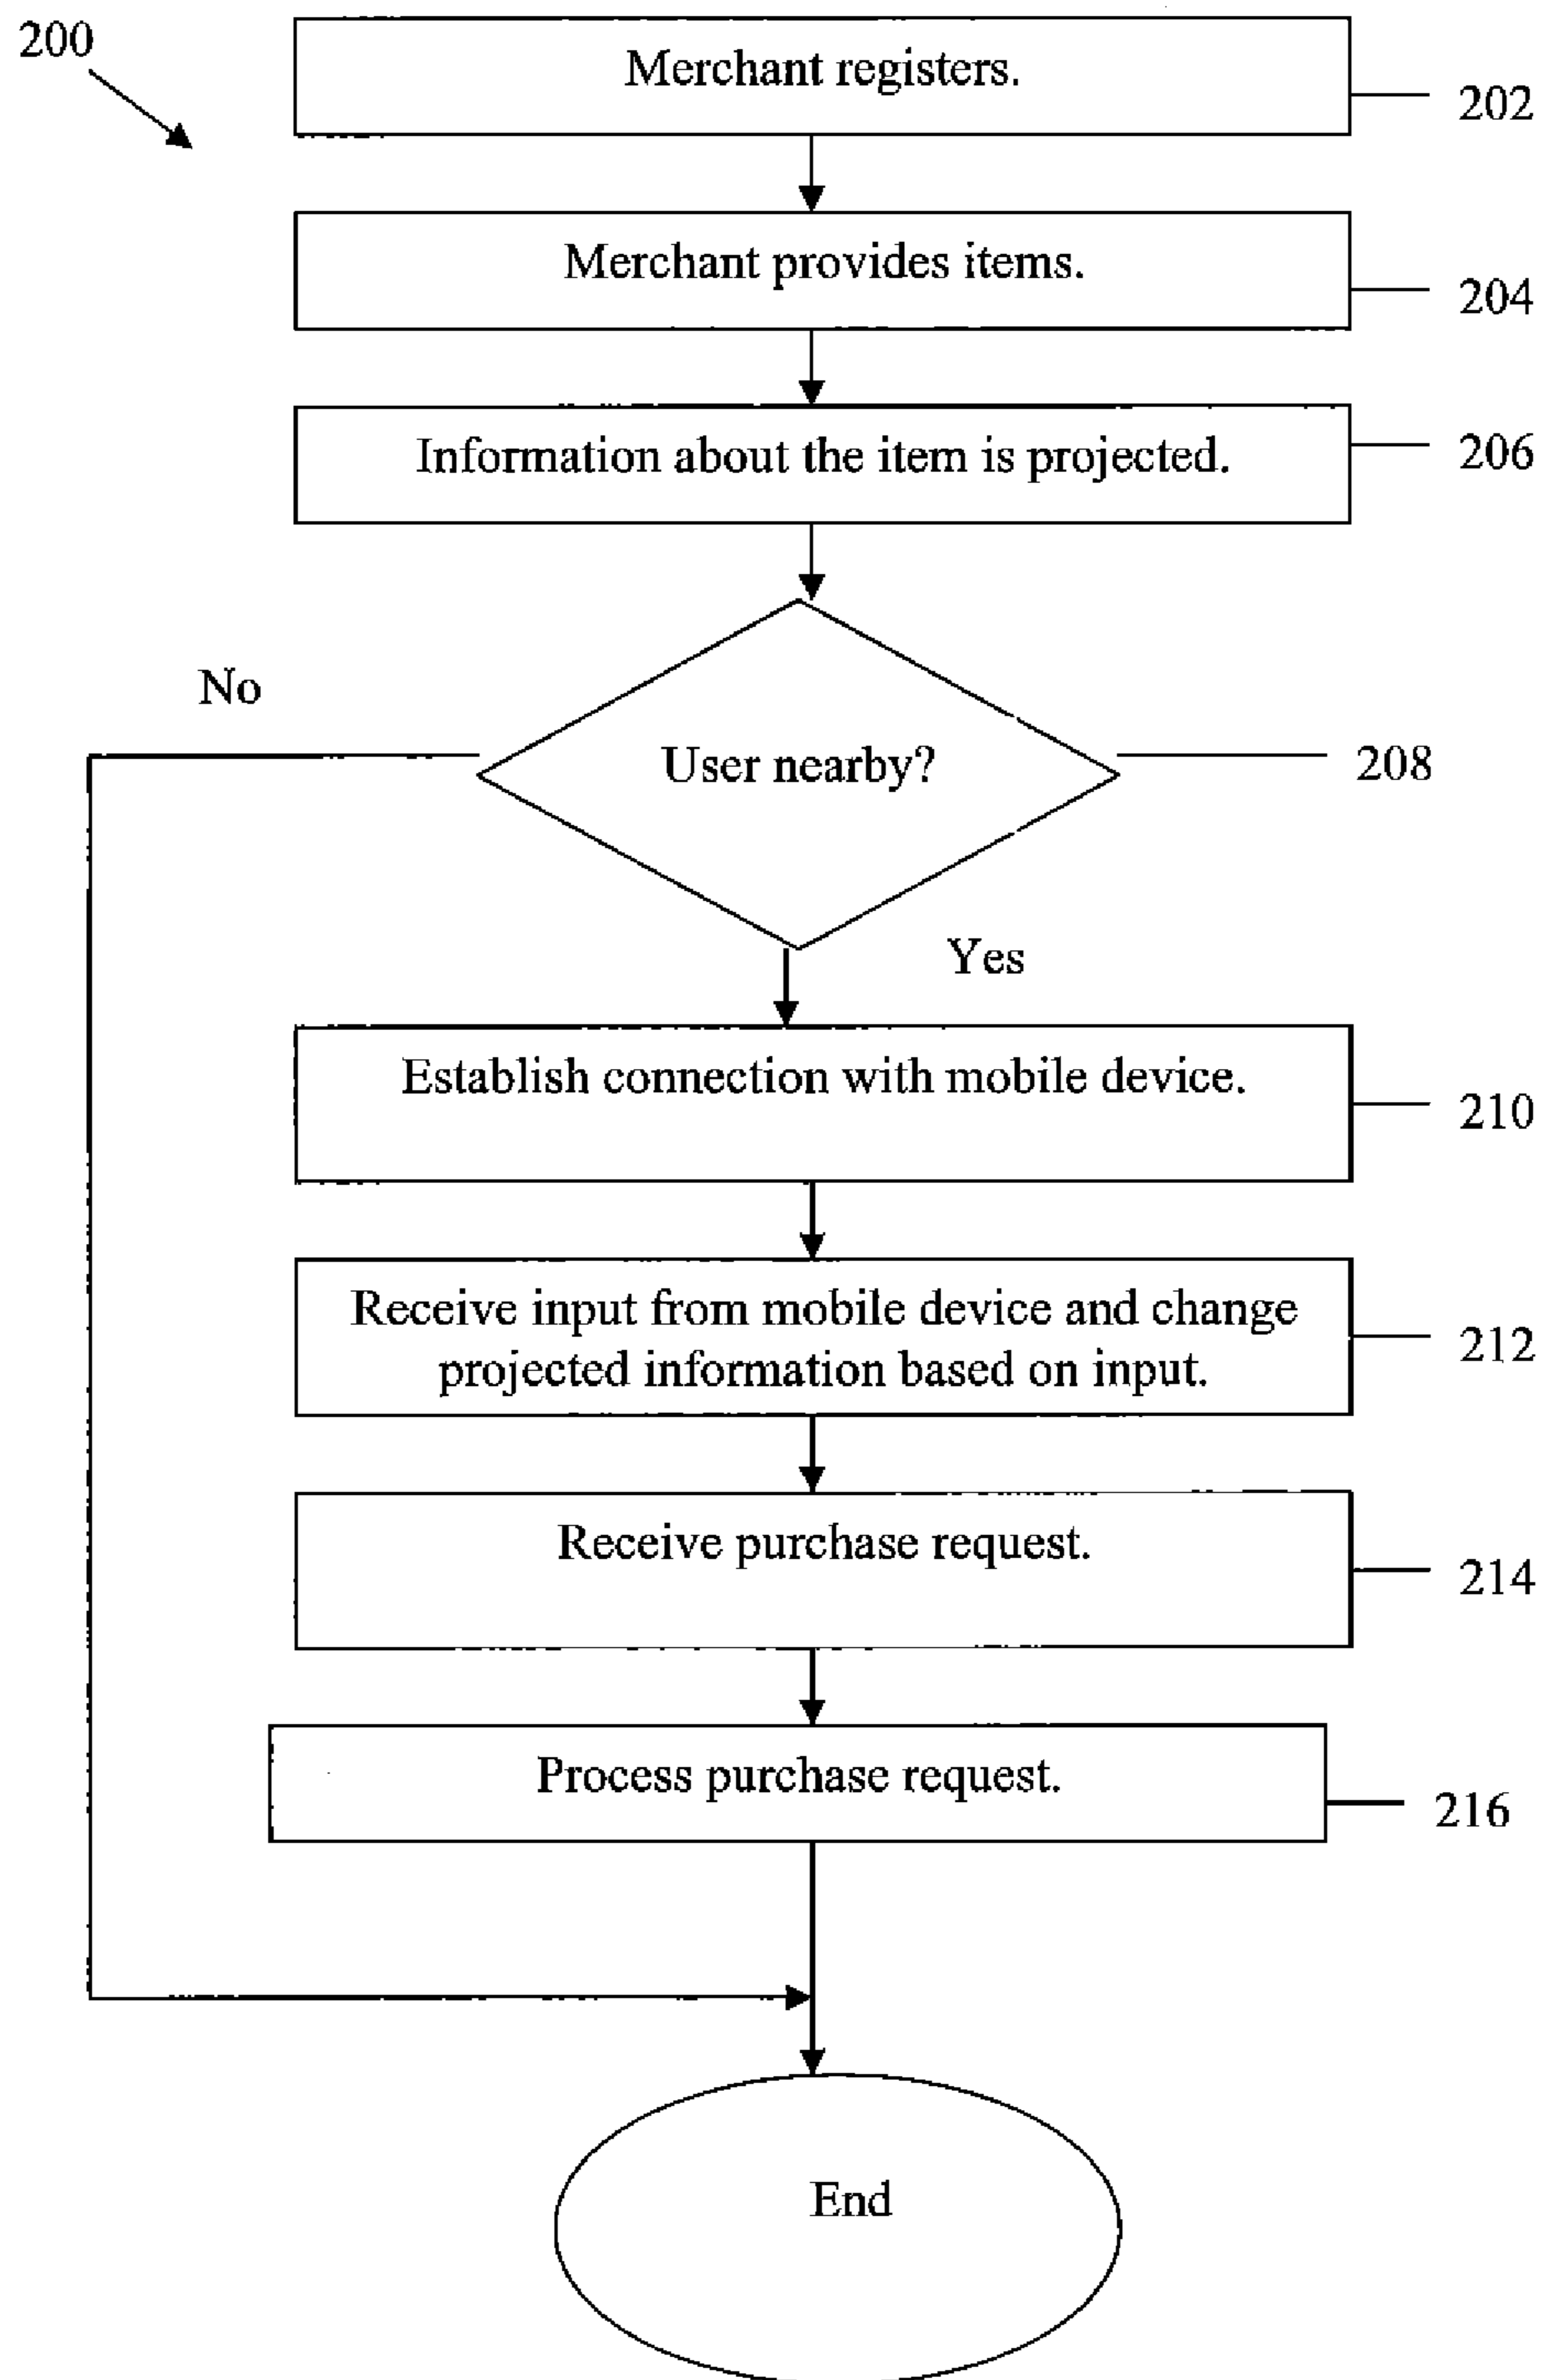 200
Merchant registers.
202
Merchant provides items.
204
Information about the item is projected.
206
No
User nearby?
208
Yes
Establish connection with mobile device.
210
Receive input from mobile device and change
projected information based on input.
212
Receive purchase request.
214
Process purchase request.
216
End